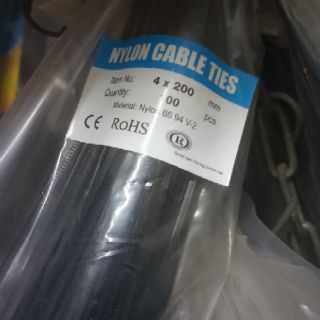 NYLON CABLE TIES
Item No: 4 x 200 mm
Quantity: 00 pcs
Material: Nylon 66 94 V-2
CE RoHS R